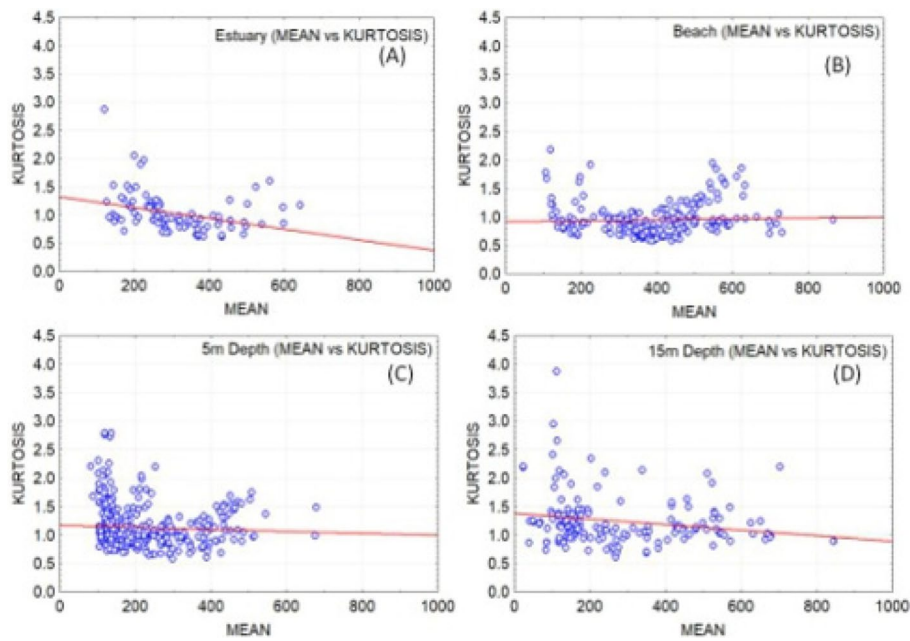 Estuary (MEAN vs KURTOSIS)
(A)
KURTOSIS
4.5
4.0
3.5
3.0
2.5
2.0
1.5
1.0
0.5
0.0
0 200 400 600 800 1000
MEAN
Beach (MEAN vs KURTOSIS)
(B)
KURTOSIS
4.5
4.0
3.5
3.0
2.5
2.0
1.5
1.0
0.5
0.0
0 200 400 600 800 1000
MEAN
5m Depth (MEAN vs KURTOSIS)
(C)
KURTOSIS
4.5
4.0
3.5
3.0
2.5
2.0
1.5
1.0
0.5
0.0
0 200 400 600 800 1000
MEAN
15m Depth (MEAN vs KURTOSIS)
(D)
KURTOSIS
4.5
4.0
3.5
3.0
2.5
2.0
1.5
1.0
0.5
0.0
0 200 400 600 800 1000
MEAN